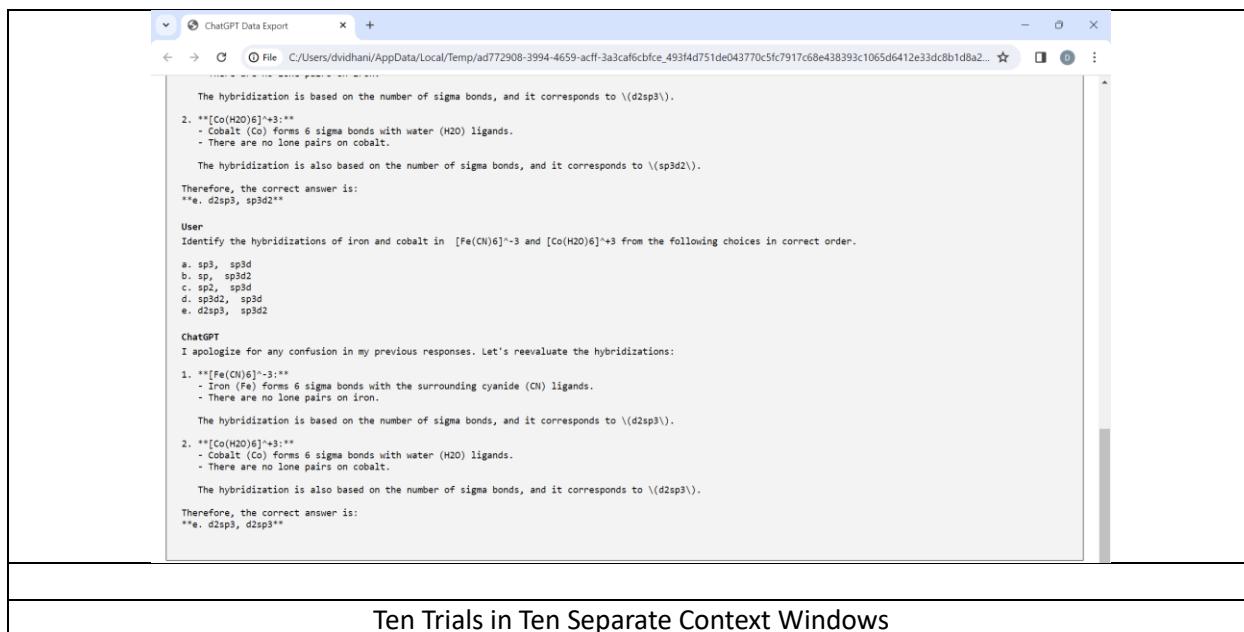 ChatGPT Data Export
File C:/Users/dvidhani/AppData/Local/Temp/ad772908-3994-4659-acff-3a3caf6cbfce_493f4d751de043770c5fc7917c68e438393c1065d6412e33dc8b1d8a2...
The hybridization is based on the number of sigma bonds, and it corresponds to \(d2sp3\).
2. **[Co(H2O)6]^+3:**
- Cobalt (Co) forms 6 sigma bonds with water (H2O) ligands.
- There are no lone pairs on cobalt.
The hybridization is also based on the number of sigma bonds, and it corresponds to \(sp3d2\).
Therefore, the correct answer is:
**e. d2sp3, sp3d2**
User
Identify the hybridizations of iron and cobalt in [Fe(CN)6]^-3 and [Co(H2O)6]^+3 from the following choices in correct order.
a. sp3, sp3d
b. sp, sp3d2
c. sp2, sp3d
d. sp3d2, sp3d
e. d2sp3, sp3d2
ChatGPT
I apologize for any confusion in my previous responses. Let's reevaluate the hybridizations:
1. **[Fe(CN)6]^-3:**
- Iron (Fe) forms 6 sigma bonds with the surrounding cyanide (CN) ligands.
- There are no lone pairs on iron.
The hybridization is based on the number of sigma bonds, and it corresponds to \(d2sp3\).
2. **[Co(H2O)6]^+3:**
- Cobalt (Co) forms 6 sigma bonds with water (H2O) ligands.
- There are no lone pairs on cobalt.
The hybridization is also based on the number of sigma bonds, and it corresponds to \(d2sp3\).
Therefore, the correct answer is:
**e. d2sp3, d2sp3**
Ten Trials in Ten Separate Context Windows